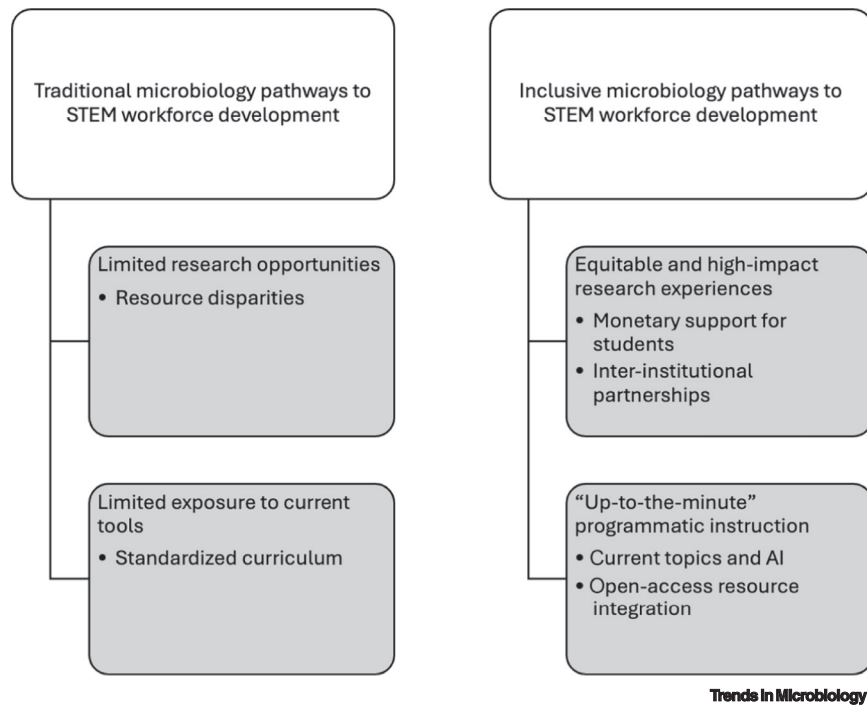 Traditional microbiology pathways to
STEM workforce development
Limited research opportunities
• Resource disparities
Limited exposure to current
tools
• Standardized curriculum
Inclusive microbiology pathways to
STEM workforce development
Equitable and high-impact
research experiences
• Monetary support for
students
• Inter-institutional
partnerships
“Up-to-the-minute”
programmatic instruction
• Current topics and AI
• Open-access resource
integration
Trends in Microbiology